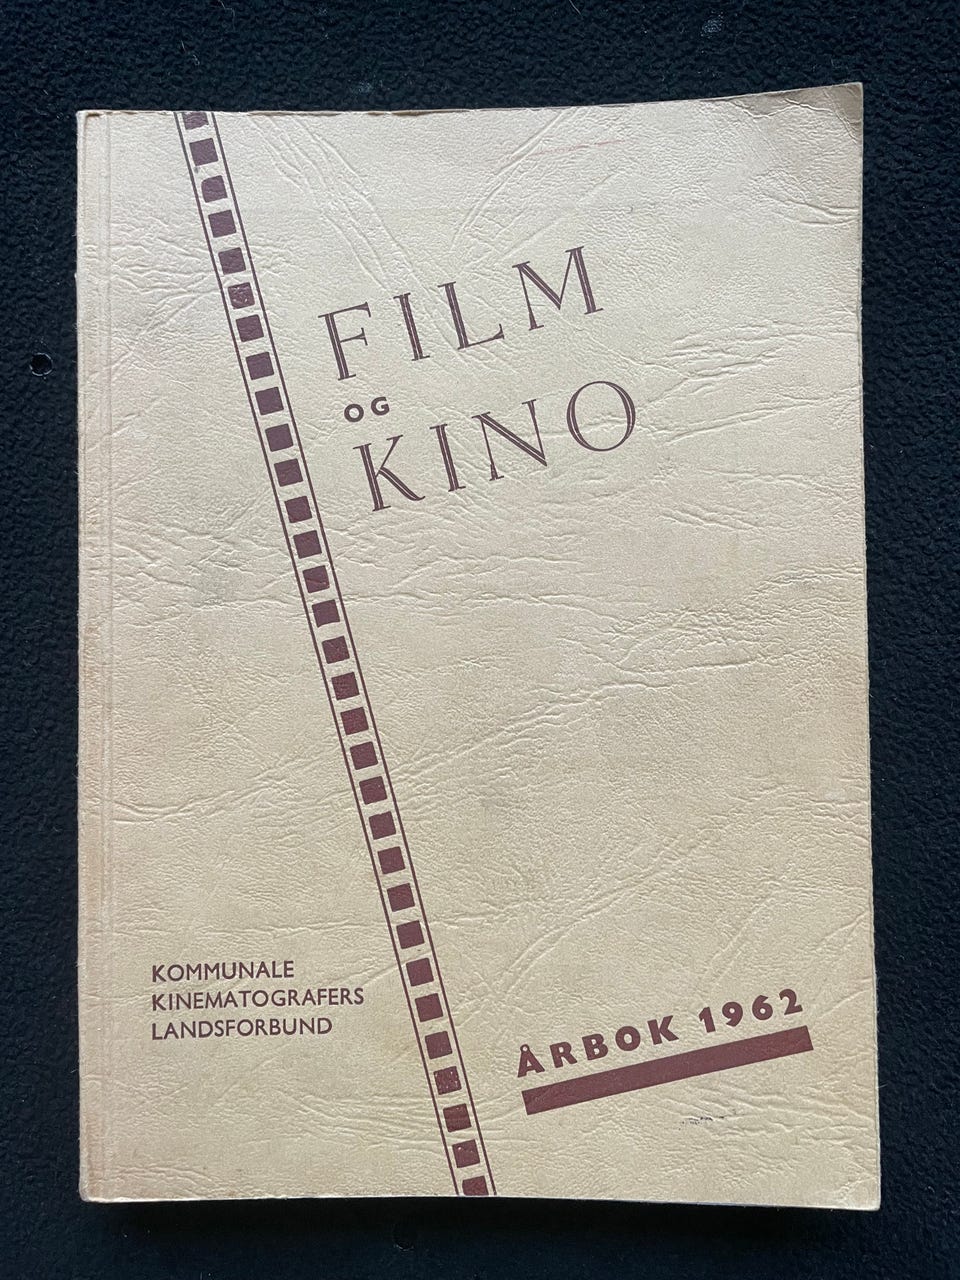 FILM
OG
KINO
KOMMUNALE
KINEMATOGRAFERS
LANDSFORBUND
ÅRBOK 1962